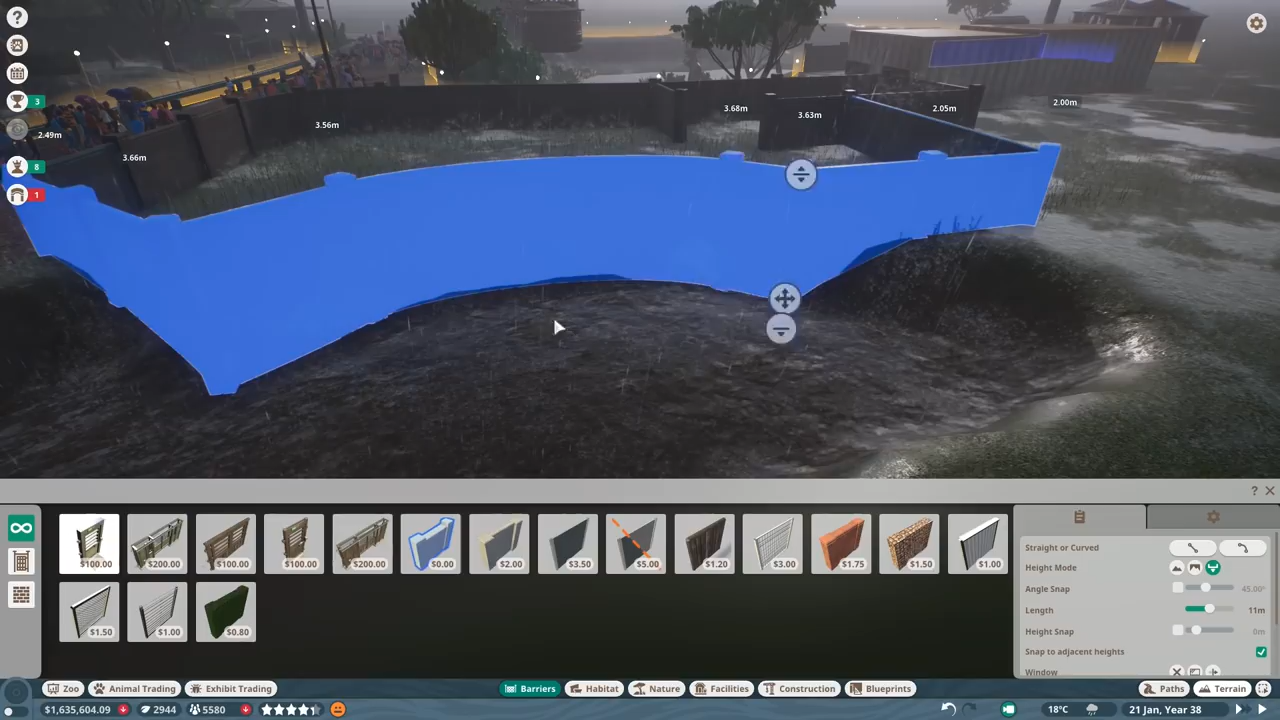 ?
3
2.49m
3.66m
3.56m
3.68m
3.63m
2.05m
2.00m
8
1
?
$100.00
$200.00
$100.00
$100.00
$200.00
$0.00
$2.00
$3.50
$5.00
$1.20
$3.00
$1.75
$1.50
$1.00
$1.50
$1.00
$0.80
Straight or Curved
Height Mode
Angle Snap
45.00°
Length
11m
Height Snap
0m
Snap to adjacent heights
Window
Zoo
Animal Trading
Exhibit Trading
Barriers
Habitat
Nature
Facilities
Construction
Blueprints
Paths
Terrain
$1,635,604.09
2944
5580
18°C
21 Jan, Year 38